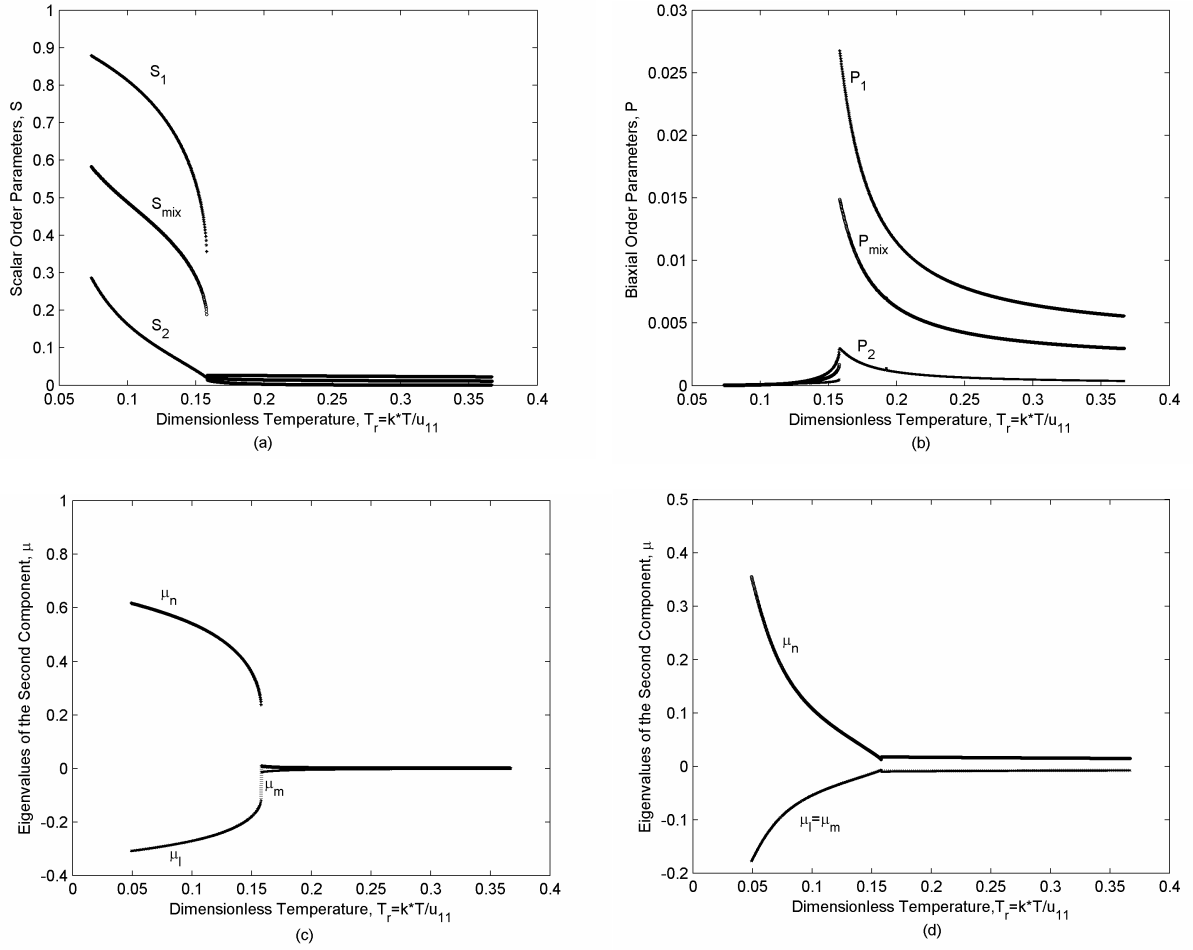 1
0.9
0.8
0.7
0.6
0.5
0.4
0.3
0.2
0.1
0
Scalar Order Parameters, S
S1
Smix
S2
0.05 0.1 0.15 0.2 0.25 0.3 0.35 0.4
Dimensionless Temperature, Tr=k*T/u11
(a)
0.03
0.025
0.02
0.015
0.01
0.005
0
Biaxial Order Parameters, P
P1
Pmix
P2
0.05 0.1 0.15 0.2 0.25 0.3 0.35 0.4
Dimensionless Temperature, Tr=k*T/u11
(b)
1
0.8
0.6
0.4
0.2
0
-0.2
-0.4
Eigenvalues of the Second Component, μ
μn
μm
μl
0 0.05 0.1 0.15 0.2 0.25 0.3 0.35 0.4
Dimensionless Temperature, Tr=k*T/u11
(c)
0.5
0.4
0.3
0.2
0.1
0
-0.1
-0.2
Eigenvalues of the Second Component, μ
μn
μl=μm
0 0.05 0.1 0.15 0.2 0.25 0.3 0.35 0.4
Dimensionless Temperature,Tr=k*T/u11
(d)